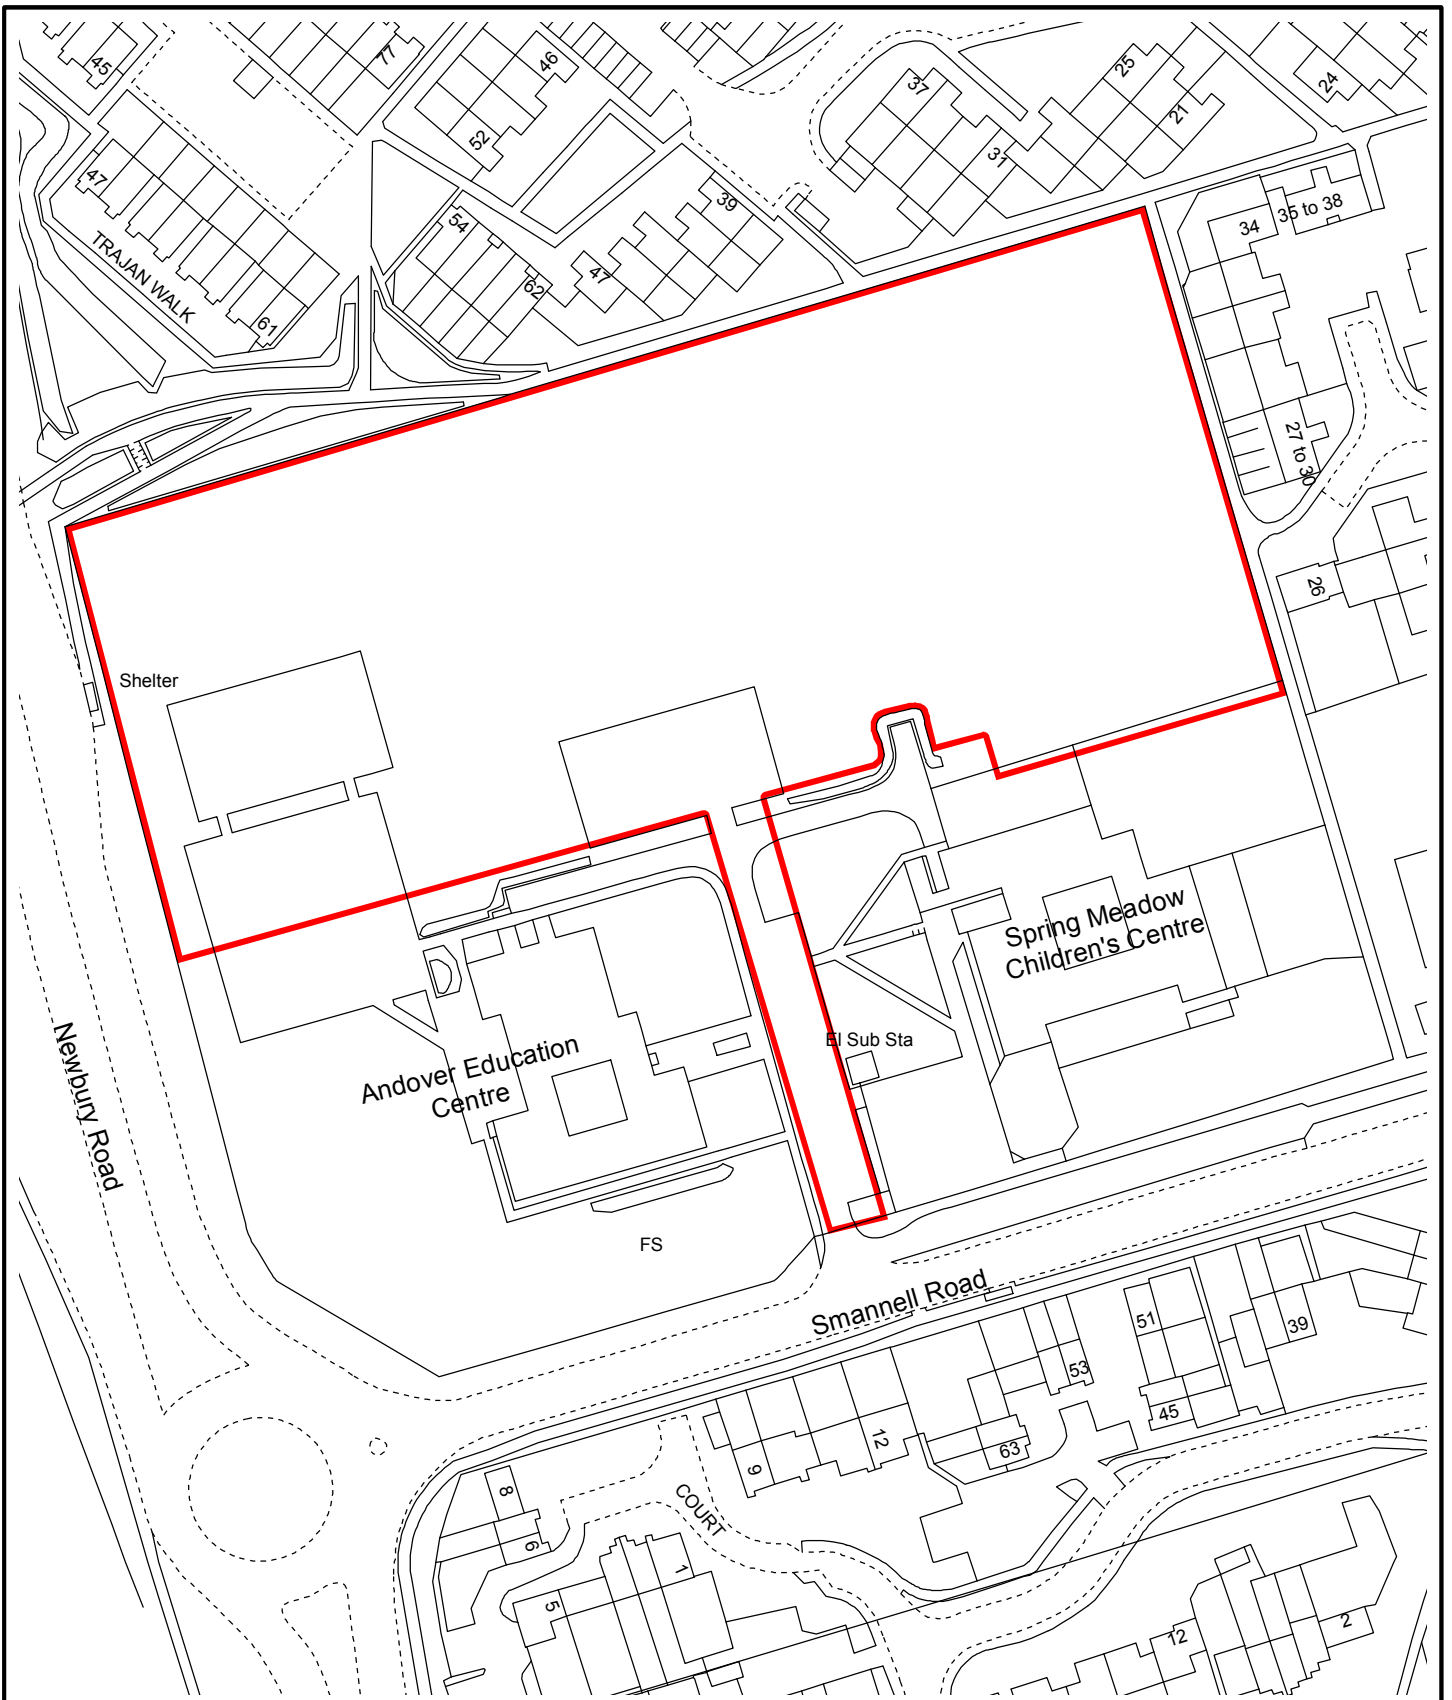 45
77
46
52
37
25
21
31
24
47
TRAJAN WALK
61
54
62
39
47
34
35 to 38
27 to 30
26
Shelter
Spring Meadow
Children's Centre
El Sub Sta
Andover Education
Centre
Newbury Road
FS
Smannell Road
51
39
53
45
63
12
9
8
6
COURT
1
5
12
2